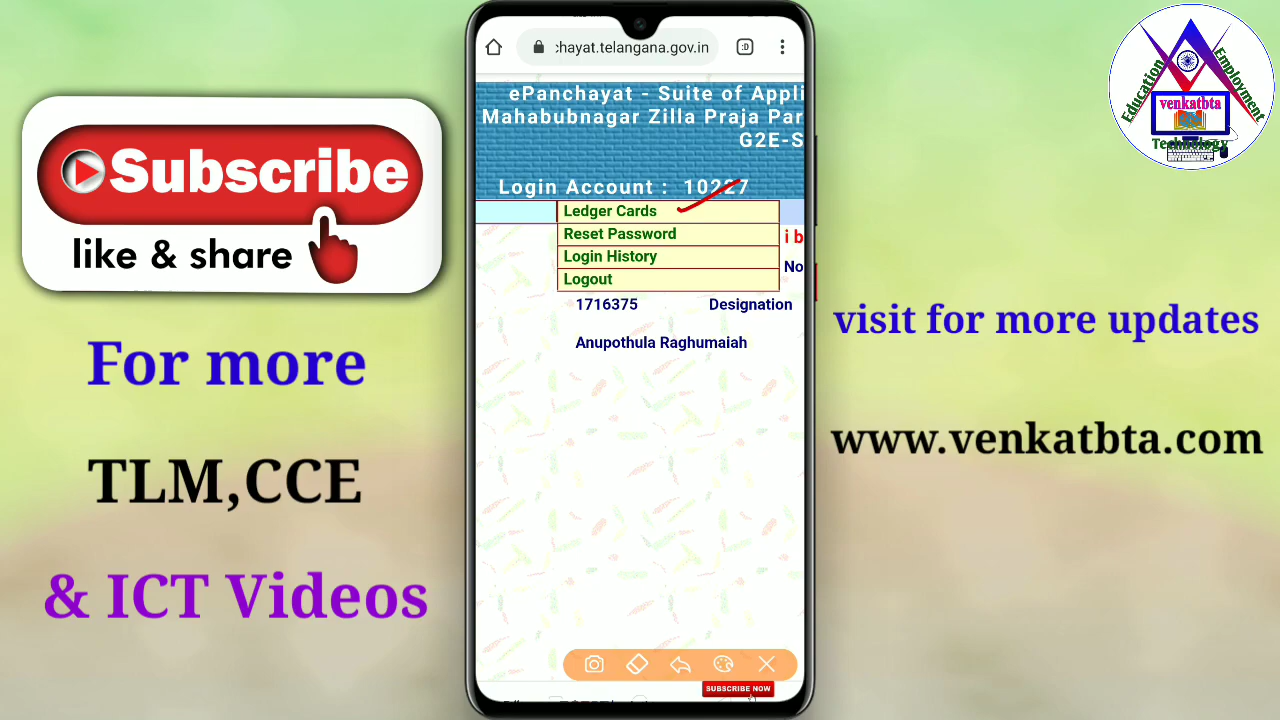 Subscribe
like & share
For more
TLM,CCE
& ICT Videos
:hayat.telangana.gov.in
:D
ePanchayat - Suite of Appli
Mahabubnagar Zilla Praja Par
G2E-S
Login Account : 10227
Ledger Cards
Reset Password
i b
Login History
No
Logout
1716375 Designation
Anupothula Raghumaiah
SUBSCRIBE NOW
Education
Employment
venkatbta
Technology
visit for more updates
www.venkatbta.com